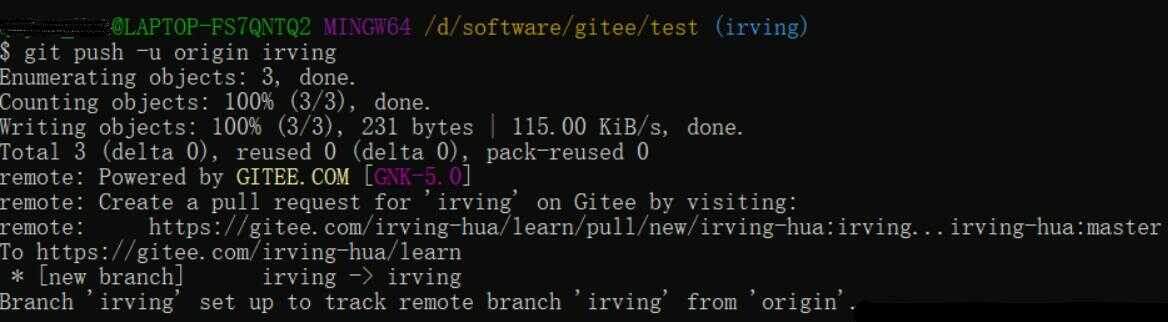 @LAPTOP-FS7QNTQ2 MINGW64 /d/software/gitee/test (irving)
$ git push -u origin irving
Enumerating objects: 3, done.
Counting objects: 100% (3/3), done.
Writing objects: 100% (3/3), 231 bytes | 115.00 KiB/s, done.
Total 3 (delta 0), reused 0 (delta 0), pack-reused 0
remote: Powered by GITEE.COM [GNK-5.0]
remote: Create a pull request for 'irving' on Gitee by visiting:
remote:     https://gitee.com/irving-hua/learn/pull/new/irving-hua:irving...irving-hua:master
To https://gitee.com/irving-hua/learn
 * [new branch]      irving -> irving
Branch 'irving' set up to track remote branch 'irving' from 'origin'.